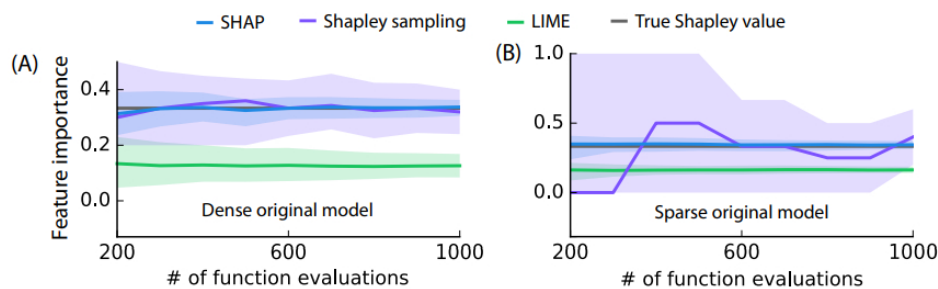 SHAP Shapley sampling LIME True Shapley value
(A)
Feature importance
0.4
0.2
0.0
Dense original model
200 600 1000
# of function evaluations
(B)
1.0
0.5
0.0
Sparse original model
200 600 1000
# of function evaluations